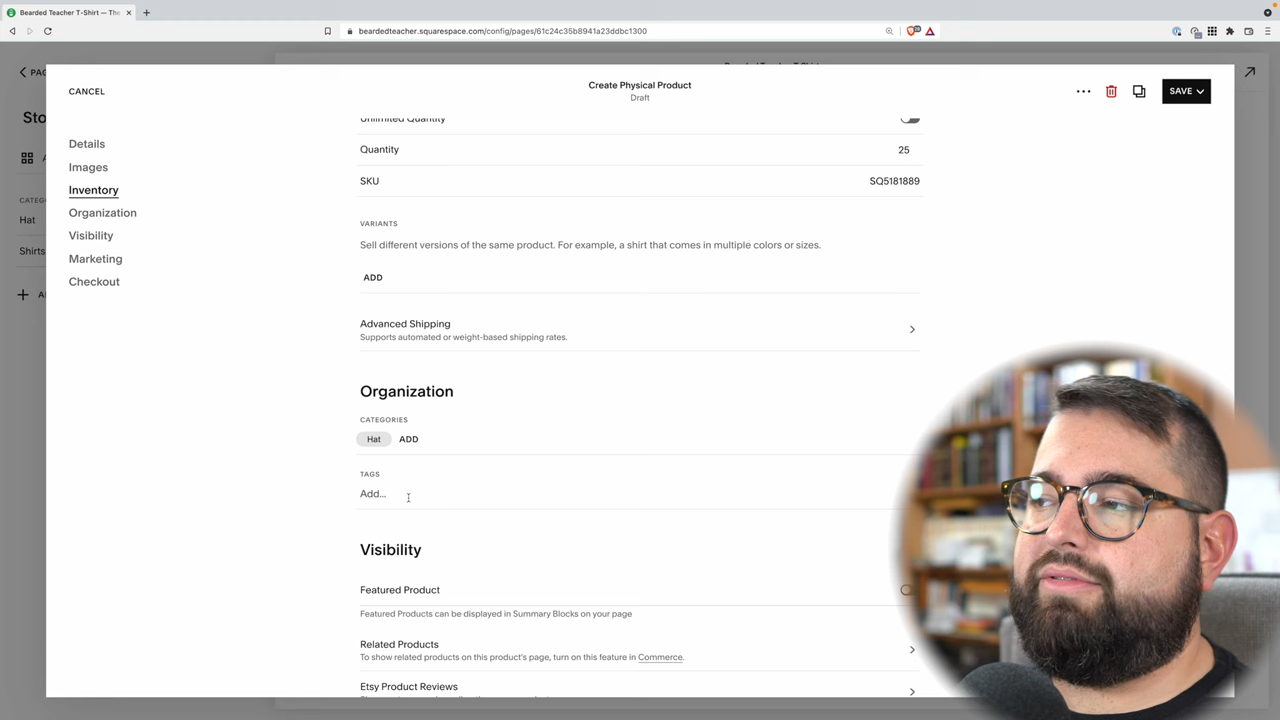 Bearded Teacher T-Shirt — The
beardedteacher.squarespace.com/config/pages/61c24c35b8941a23ddbc1300
CANCEL
Create Physical Product
Draft
SAVE
Details
Images
Inventory
Organization
Visibility
Marketing
Checkout
Hat
Shirts
Unlimited Quantity
Quantity
25
SKU
SQ5181889
VARIANTS
Sell different versions of the same product. For example, a shirt that comes in multiple colors or sizes.
ADD
Advanced Shipping
Supports automated or weight-based shipping rates.
Organization
CATEGORIES
Hat ADD
TAGS
Add...
Visibility
Featured Product
Featured Products can be displayed in Summary Blocks on your page
Related Products
To show related products on this product's page, turn on this feature in Commerce.
Etsy Product Reviews